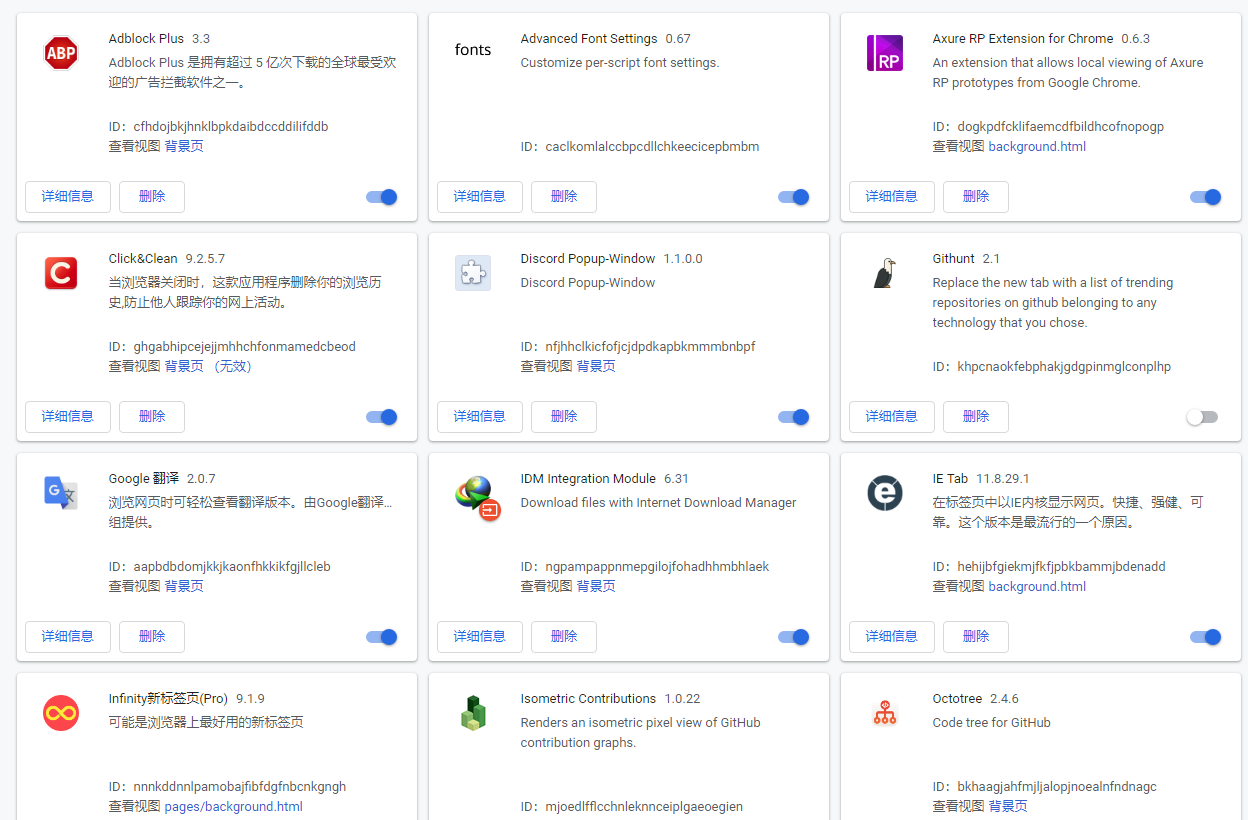 ABP
Adblock Plus 3.3
Adblock Plus 是拥有超过 5 亿次下载的全球最受欢
迎的广告拦截软件之一。
ID：cfhdojbkjhnklbpkdaibdccddilifddb
查看视图 背景页
详细信息 删除
fonts
Advanced Font Settings 0.67
Customize per-script font settings.
ID：caclkomlalccbpcdllchkeecicepbmbm
详细信息 删除
RP
Axure RP Extension for Chrome 0.6.3
An extension that allows local viewing of Axure
RP prototypes from Google Chrome.
ID：dogkpdfcklifaemcdfbildhcofnopogp
查看视图 background.html
详细信息 删除
C
Click&Clean 9.2.5.7
当浏览器关闭时，这款应用程序删除你的浏览历
史,防止他人跟踪你的网上活动。
ID：ghgabhipcejejjmhhchfonmamedcbeod
查看视图 背景页 （无效）
详细信息 删除
Discord Popup-Window 1.1.0.0
Discord Popup-Window
ID：nfjhhclkicfofjcjdpdkapbkmmmbnbpf
查看视图 背景页
详细信息 删除
Githunt 2.1
Replace the new tab with a list of trending
repositories on github belonging to any
technology that you chose.
ID：khpcnaokfebphakjgdgpinmglconplhp
详细信息 删除
G 文
Google 翻译 2.0.7
浏览网页时可轻松查看翻译版本。由Google翻译...
组提供。
ID：aapbdbdomjkkjkaonfhkkikfgjllcleb
查看视图 背景页
详细信息 删除
IDM Integration Module 6.31
Download files with Internet Download Manager
ID：ngpampappnmepgilojfohadhhmbhlaek
查看视图 背景页
详细信息 删除
e
IE Tab 11.8.29.1
在标签页中以IE内核显示网页。快捷、强健、可
靠。这个版本是最流行的一个原因。
ID：hehijbfgiekmjfkfjpbkbammjbdenadd
查看视图 background.html
详细信息 删除
Infinity新标签页(Pro) 9.1.9
可能是浏览器上最好用的新标签页
ID：nnnkddnnlpamobajfibfdgfnbcnkgngh
查看视图 pages/background.html
Isometric Contributions 1.0.22
Renders an isometric pixel view of GitHub
contribution graphs.
ID：mjoedlfflcchnleknnceiplgaeoegien
Octotree 2.4.6
Code tree for GitHub
ID：bkhaagjahfmjljalopjnoealnfndnagc
查看视图 背景页